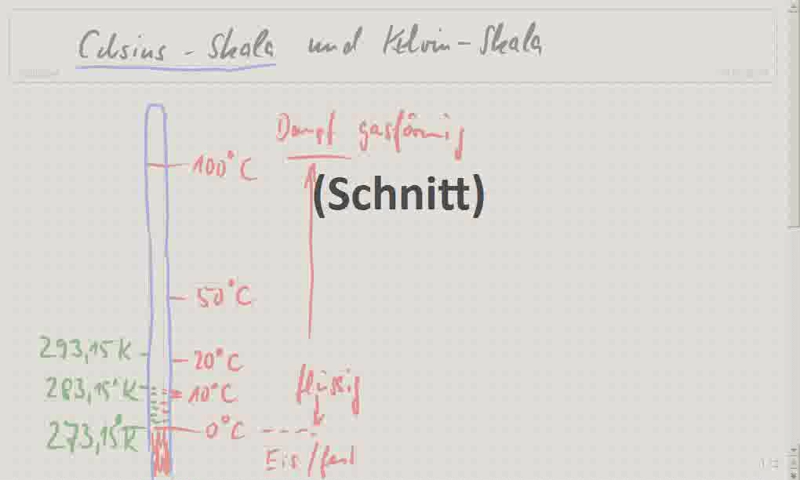 Celsius - Skala und Kelvin - Skala
Dampf gasförmig
100°C
(Schnitt)
50°C
293,15 K
20°C
flüssig
283,15°K
10°C
273,15°K
0°C
Eis/fest